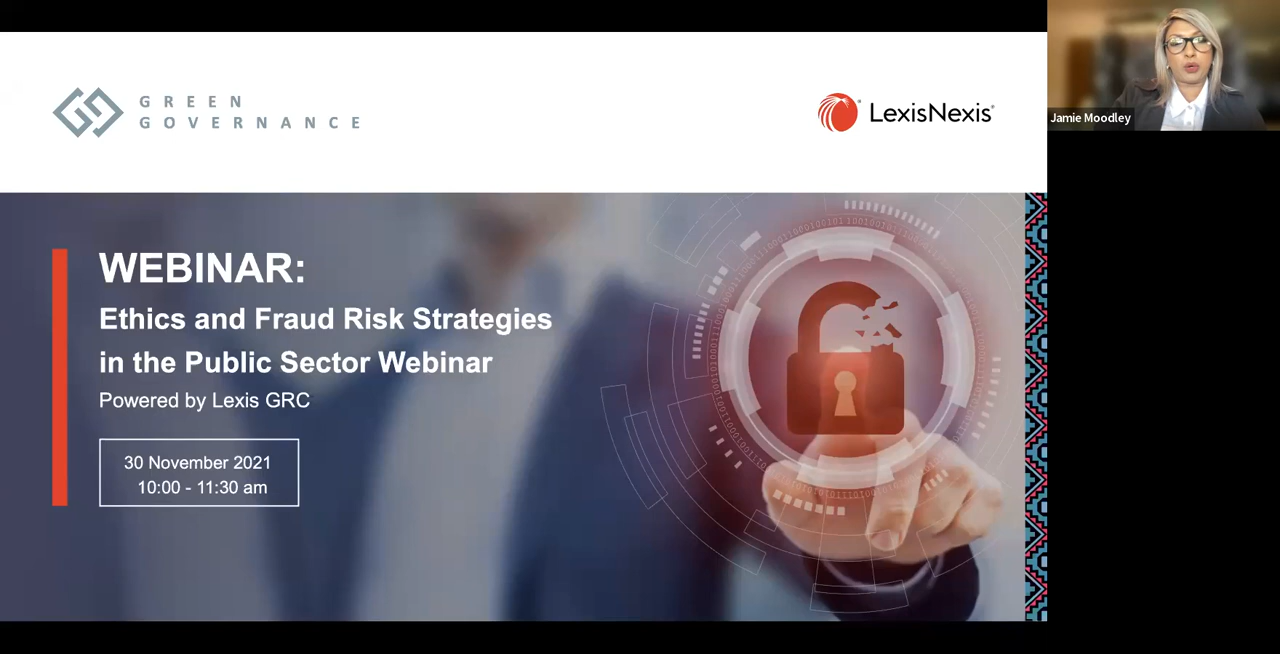 GREEN
GOVERNANCE
LexisNexis®
Jamie Moodley
WEBINAR:
Ethics and Fraud Risk Strategies
in the Public Sector Webinar
Powered by Lexis GRC
30 November 2021
10:00 - 11:30 am